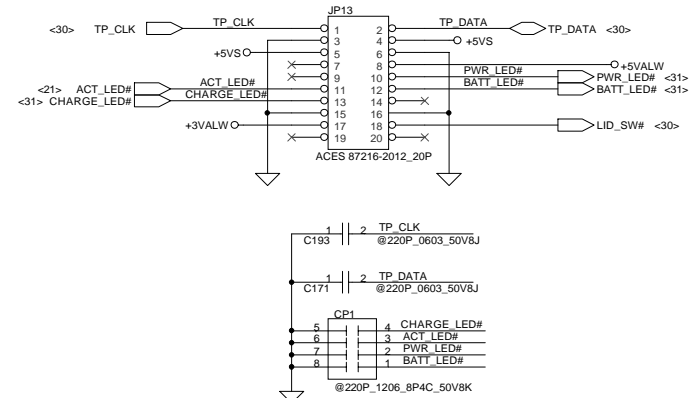 JP13
<30> TP_CLK TP_CLK 1 2 TP_DATA TP_DATA <30>
3 4 +5VS
+5VS 5 6
7 8 +5VALW
9 10 PWR_LED# PWR_LED# <31>
<21> ACT_LED# ACT_LED# 11 12 BATT_LED# BATT_LED# <31>
<31> CHARGE_LED# CHARGE_LED# 13 14
15 16
+3VALW 17 18 LID_SW# <30>
19 20
ACES 87216-2012_20P
1 2 TP_CLK
C193 @220P_0603_50V8J
1 2 TP_DATA
C171 @220P_0603_50V8J
CP1
5 4 CHARGE_LED#
6 3 ACT_LED#
7 2 PWR_LED#
8 1 BATT_LED#
@220P_1206_8P4C_50V8K